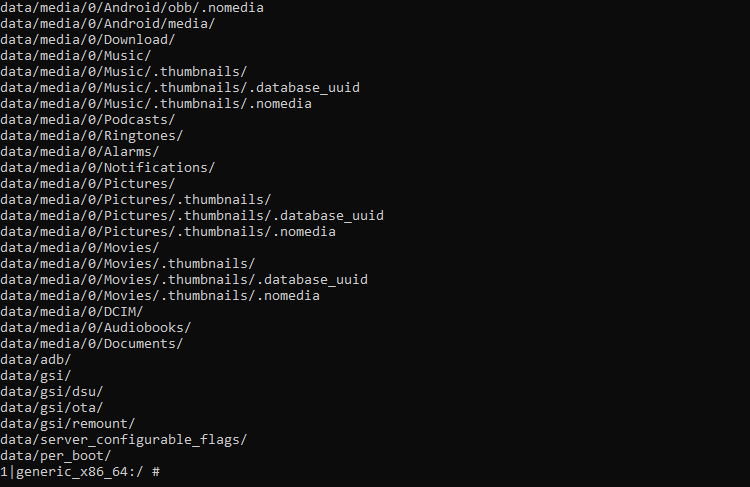 data/media/0/Android/obb/.nomedia
data/media/0/Android/media/
data/media/0/Download/
data/media/0/Music/
data/media/0/Music/.thumbnails/
data/media/0/Music/.thumbnails/.database_uuid
data/media/0/Music/.thumbnails/.nomedia
data/media/0/Podcasts/
data/media/0/Ringtones/
data/media/0/Alarms/
data/media/0/Notifications/
data/media/0/Pictures/
data/media/0/Pictures/.thumbnails/
data/media/0/Pictures/.thumbnails/.database_uuid
data/media/0/Pictures/.thumbnails/.nomedia
data/media/0/Movies/
data/media/0/Movies/.thumbnails/
data/media/0/Movies/.thumbnails/.database_uuid
data/media/0/Movies/.thumbnails/.nomedia
data/media/0/DCIM/
data/media/0/Audiobooks/
data/media/0/Documents/
data/adb/
data/gsi/
data/gsi/dsu/
data/gsi/ota/
data/gsi/remount/
data/server_configurable_flags/
data/per_boot/
1|generic_x86_64:/ #